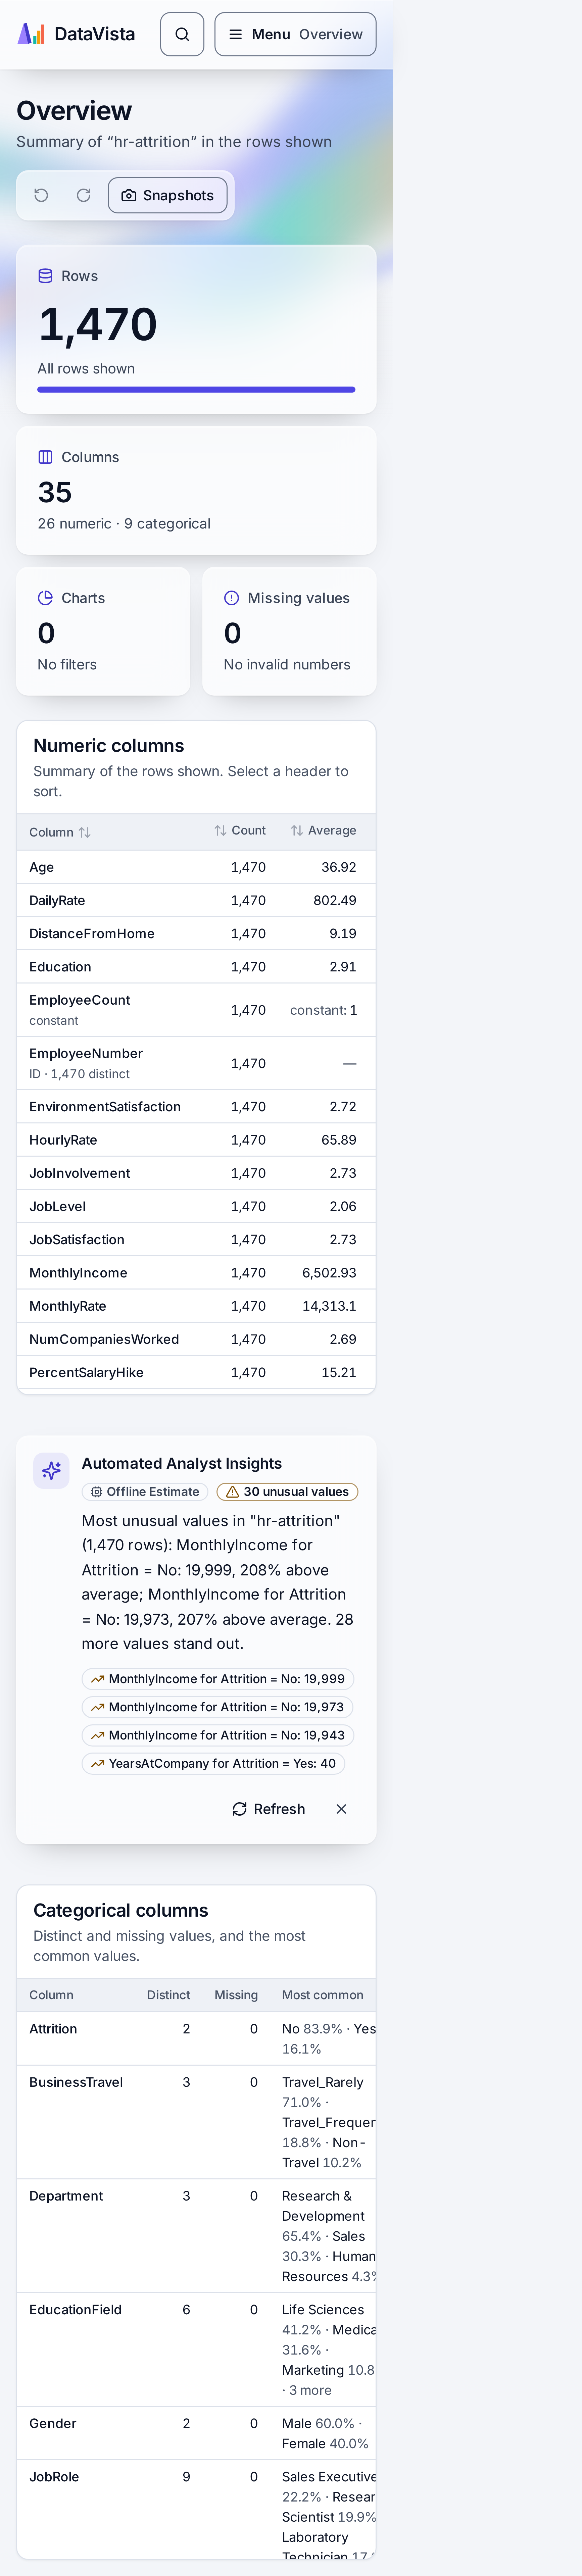 DataVista
Menu Overview
Overview
Summary of “hr-attrition” in the rows shown
Snapshots
Rows
1,470
All rows shown
Columns
35
26 numeric · 9 categorical
Charts
0
No filters
Missing values
0
No invalid numbers
Numeric columns
Summary of the rows shown. Select a header to
sort.
Column Count Average
Age 1,470 36.92
DailyRate 1,470 802.49
DistanceFromHome 1,470 9.19
Education 1,470 2.91
EmployeeCount 1,470 constant: 1
constant
EmployeeNumber 1,470 —
ID · 1,470 distinct
EnvironmentSatisfaction 1,470 2.72
HourlyRate 1,470 65.89
JobInvolvement 1,470 2.73
JobLevel 1,470 2.06
JobSatisfaction 1,470 2.73
MonthlyIncome 1,470 6,502.93
MonthlyRate 1,470 14,313.1
NumCompaniesWorked 1,470 2.69
PercentSalaryHike 1,470 15.21
Automated Analyst Insights
Offline Estimate
30 unusual values
Most unusual values in "hr-attrition"
(1,470 rows): MonthlyIncome for
Attrition = No: 19,999, 208% above
average; MonthlyIncome for Attrition
= No: 19,973, 207% above average. 28
more values stand out.
MonthlyIncome for Attrition = No: 19,999
MonthlyIncome for Attrition = No: 19,973
MonthlyIncome for Attrition = No: 19,943
YearsAtCompany for Attrition = Yes: 40
Refresh
Categorical columns
Distinct and missing values, and the most
common values.
Column Distinct Missing Most common
Attrition 2 0 No 83.9% · Yes
16.1%
BusinessTravel 3 0 Travel_Rarely
71.0% ·
Travel_Frequen
18.8% · Non-
Travel 10.2%
Department 3 0 Research &
Development
65.4% · Sales
30.3% · Human
Resources 4.3%
EducationField 6 0 Life Sciences
41.2% · Medica
31.6% ·
Marketing 10.8
· 3 more
Gender 2 0 Male 60.0% ·
Female 40.0%
JobRole 9 0 Sales Executive
22.2% · Resear
Scientist 19.9%
Laboratory
Technician